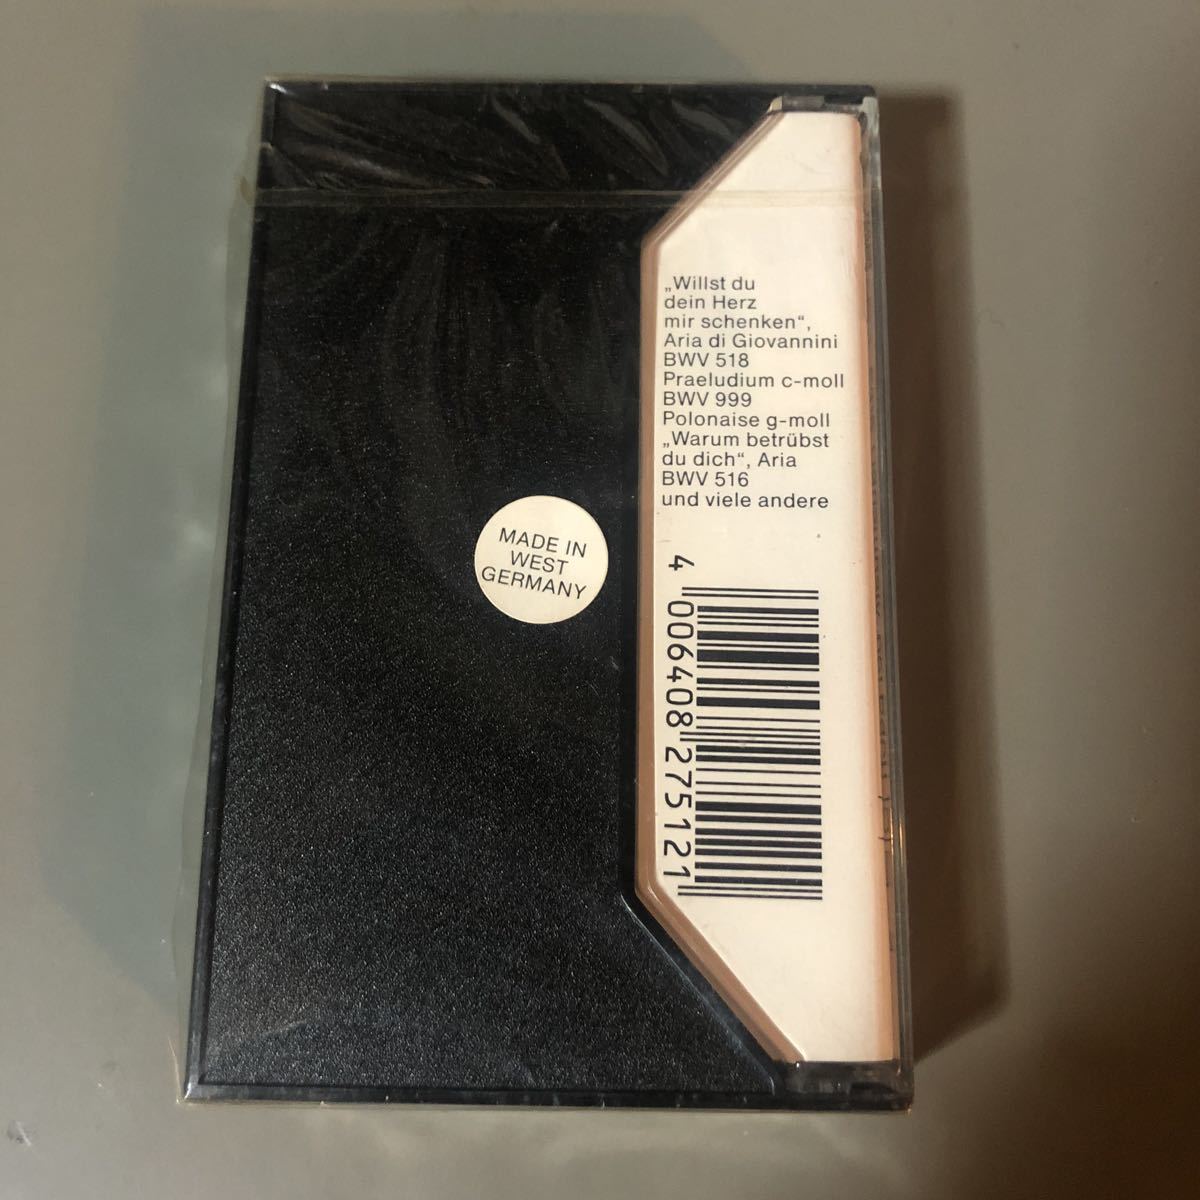 „Willst du
dein Herz
mir schenken“,
Aria di Giovannini
BWV 518
Praeludium c-moll
BWV 999
Polonaise g-moll
„Warum betrübst
du dich“, Aria
BWV 516
und viele andere
MADE IN
WEST
GERMANY
4 006408 275121